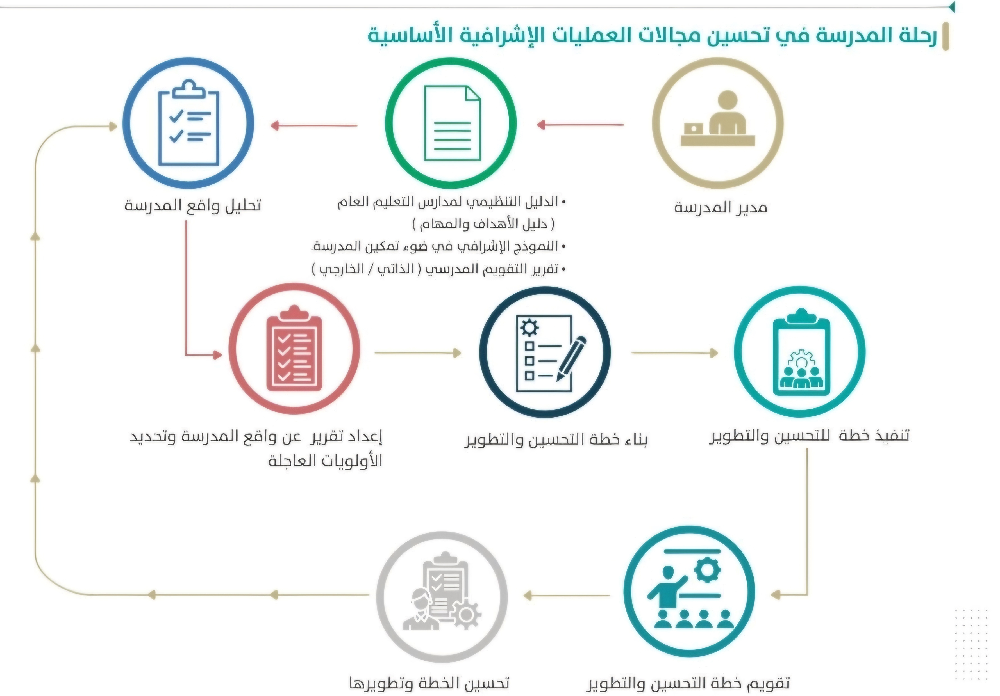 رحلة المدرسة في تحسين مجالات العمليات الإشرافية الأساسية
مدير المدرسة
• الدليل التنظيمي لمدارس التعليم العام
( دليل الأهداف والمهام )
• النموذج الإشرافي في ضوء تمكين المدرسة.
• تقرير التقويم المدرسي ( الذاتي / الخارجي )
تحليل واقع المدرسة
إعداد تقرير عن واقع المدرسة وتحديد
الأولويات العاجلة
بناء خطة التحسين والتطوير
تنفيذ خطة للتحسين والتطوير
تقويم خطة التحسين والتطوير
تحسين الخطة وتطويرها